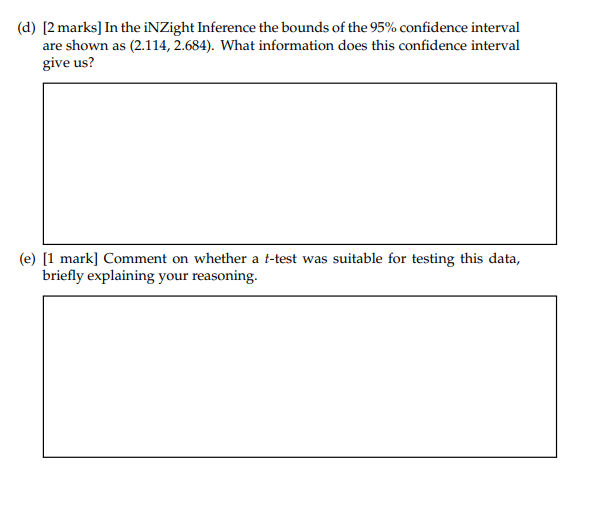 (d) [2 marks] In the iNZight Inference the bounds of the 95% confidence interval
are shown as (2.114, 2.684). What information does this confidence interval
give us?
(e) [1 mark] Comment on whether a t-test was suitable for testing this data,
briefly explaining your reasoning.